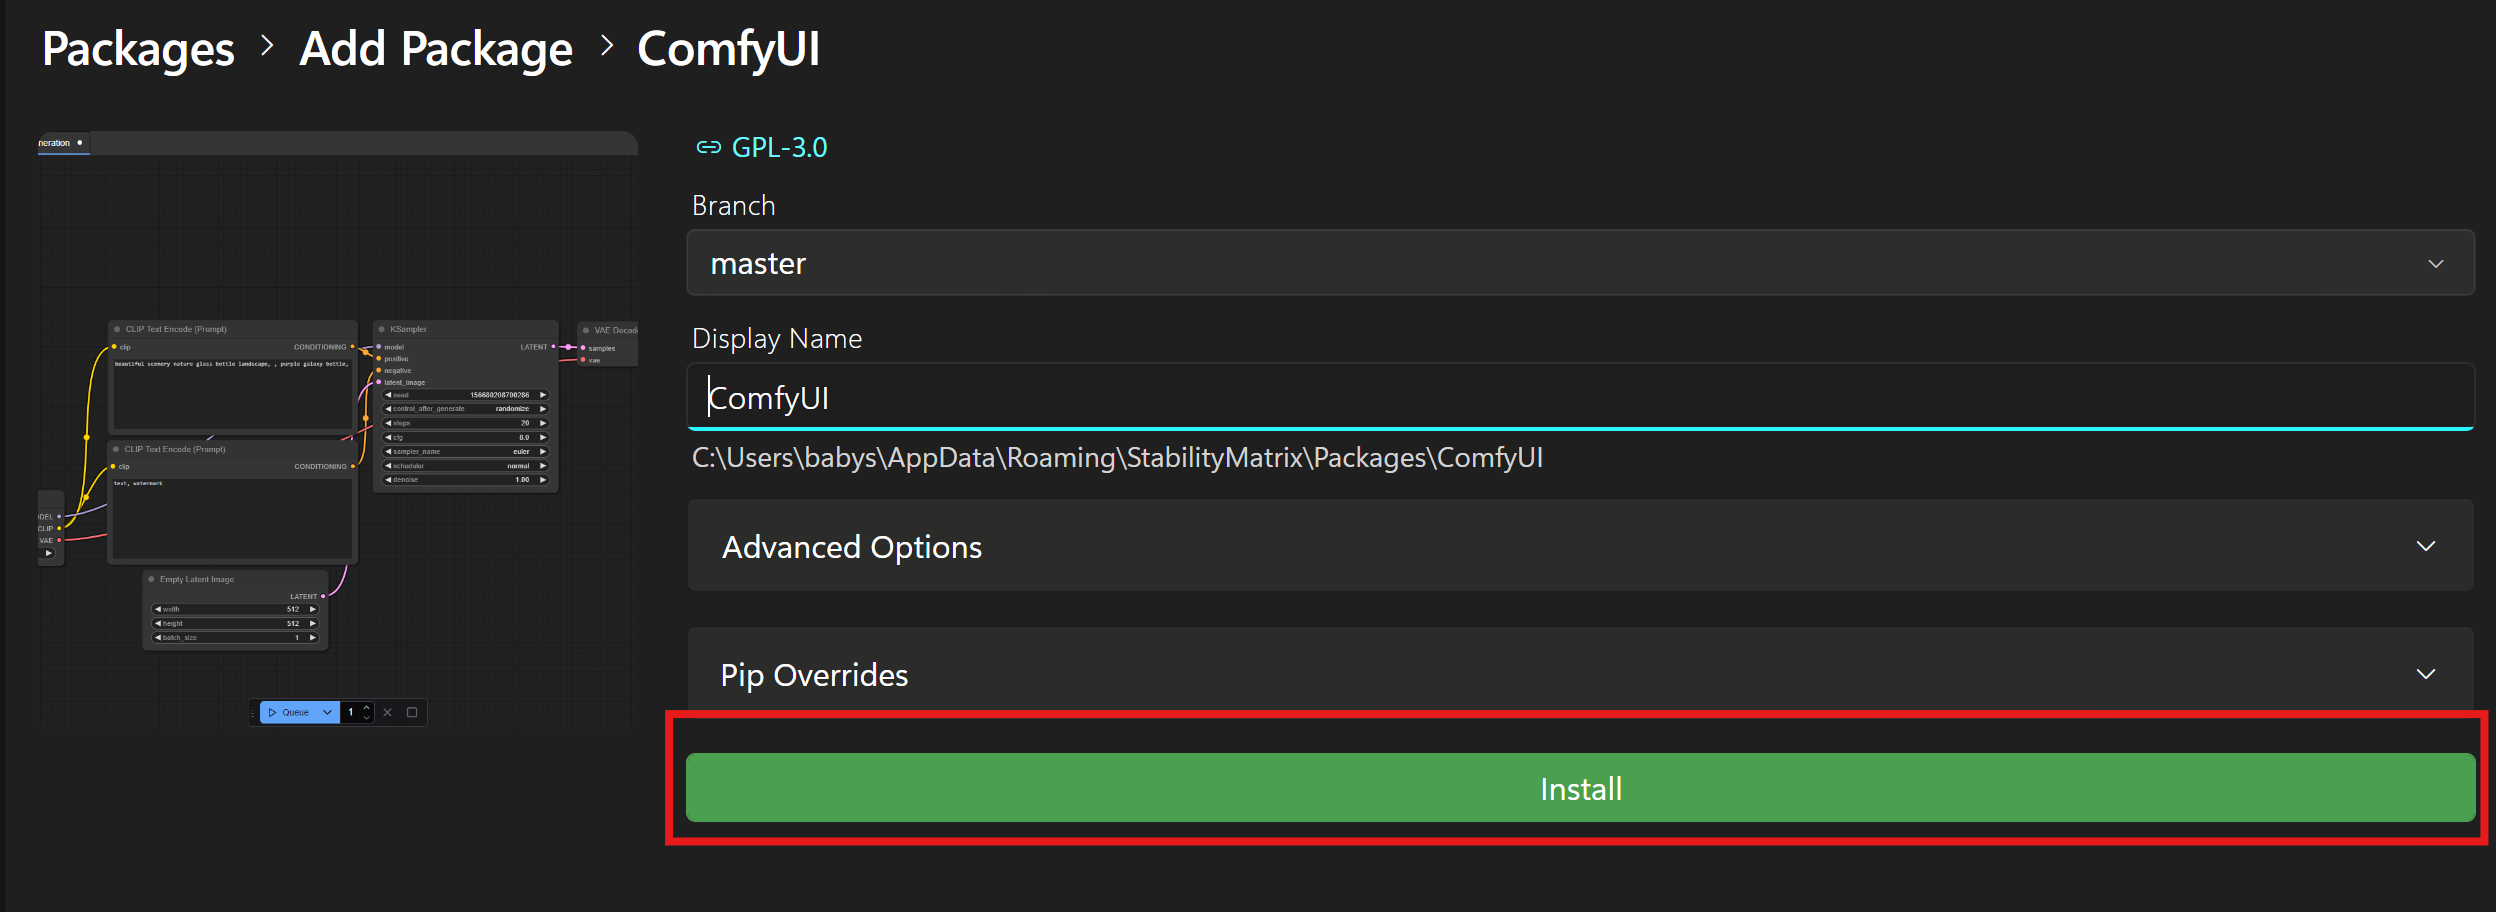 Packages > Add Package > ComfyUI
neration
GPL-3.0
Branch
master
Display Name
ComfyUI
C:\Users\babys\AppData\Roaming\StabilityMatrix\Packages\ComfyUI
Advanced Options
Pip Overrides
Install
CLIP Text Encode (Prompt)
clip
CONDITIONING
beautiful scenery nature glass bottle landscape, , purple galaxy bottle,
CLIP Text Encode (Prompt)
clip
CONDITIONING
text, watermark
KSampler
model
LATENT
positive
negative
latent_image
seed 156680208700286
control_after_generate randomize
steps 20
cfg 8.0
sampler_name euler
scheduler normal
denoise 1.00
VAE Decod
samples
vae
ODEL
CLIP
VAE
Empty Latent Image
LATENT
width 512
height 512
batch_size 1
Queue 1